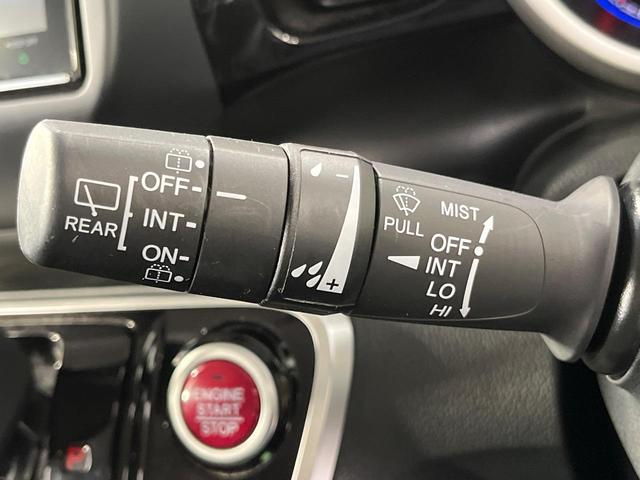 OFF
REAR
INT
ON
-
+
PULL
MIST
OFF
INT
LO
HI
ENGINE
START
STOP